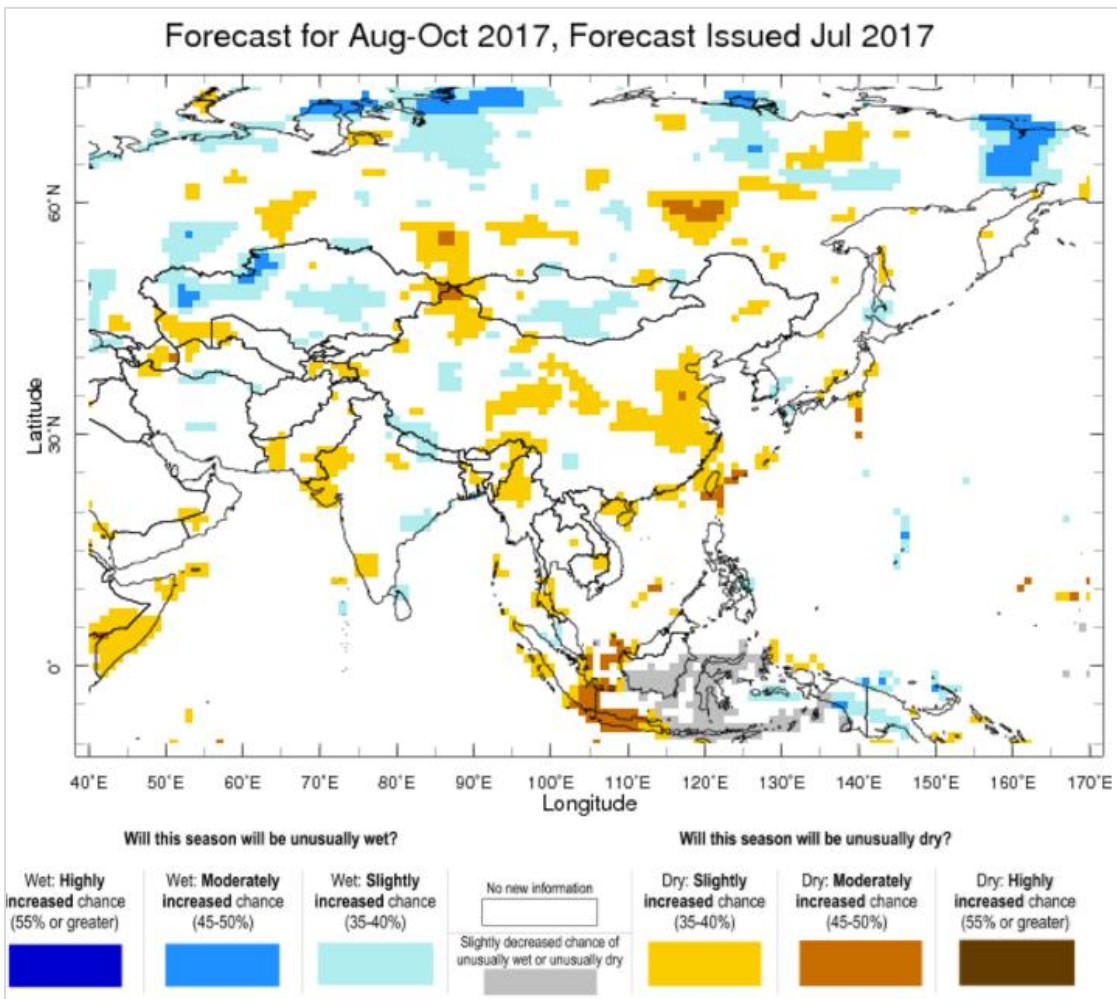 Forecast for Aug-Oct 2017, Forecast Issued Jul 2017
60°N
30°N
0°
Latitude
40°E 50°E 60°E 70°E 80°E 90°E 100°E 110°E 120°E 130°E 140°E 150°E 160°E 170°E
Longitude
Will this season will be unusually wet?
Will this season will be unusually dry?
Wet: Highly
increased chance
(55% or greater)
Wet: Moderately
increased chance
(45-50%)
Wet: Slightly
increased chance
(35-40%)
No new information
Slightly decreased chance of
unusually wet or unusually dry
Dry: Slightly
increased chance
(35-40%)
Dry: Moderately
increased chance
(45-50%)
Dry: Highly
increased chance
(55% or greater)